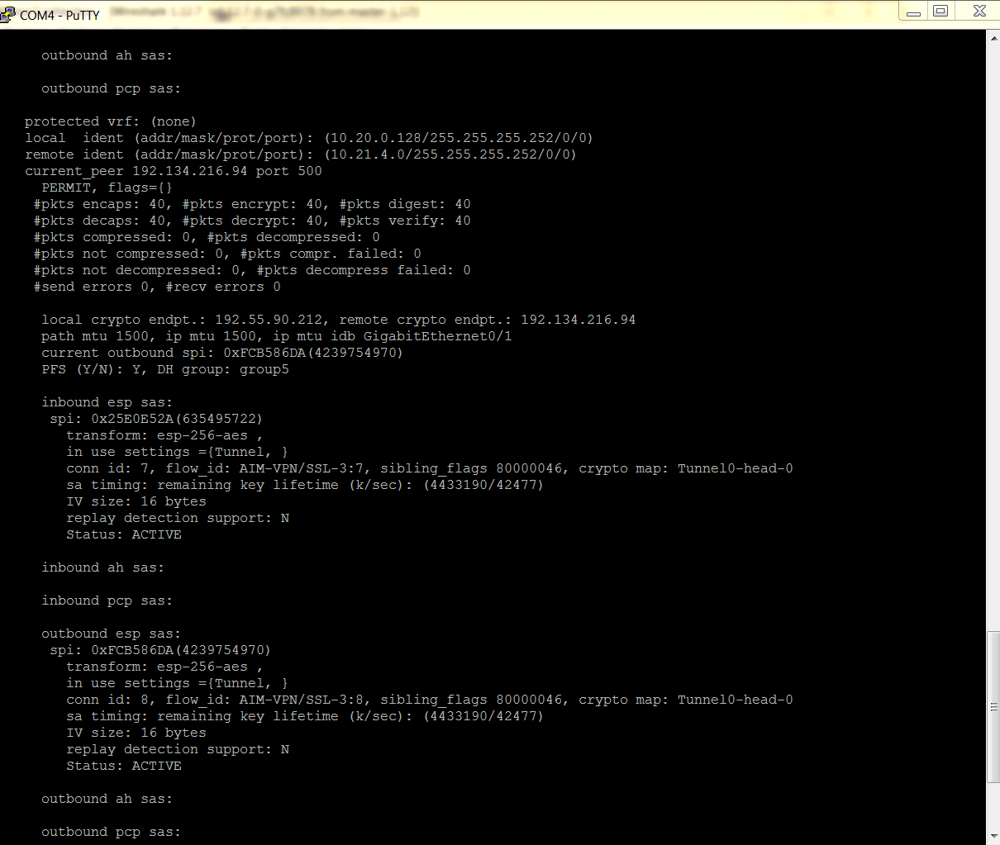 COM4 - PuTTY
outbound ah sas:
outbound pcp sas:
protected vrf: (none)
local  ident (addr/mask/prot/port): (10.20.0.128/255.255.255.252/0/0)
remote ident (addr/mask/prot/port): (10.21.4.0/255.255.255.252/0/0)
current_peer 192.134.216.94 port 500
PERMIT, flags={}
#pkts encaps: 40, #pkts encrypt: 40, #pkts digest: 40
#pkts decaps: 40, #pkts decrypt: 40, #pkts verify: 40
#pkts compressed: 0, #pkts decompressed: 0
#pkts not compressed: 0, #pkts compr. failed: 0
#pkts not decompressed: 0, #pkts decompress failed: 0
#send errors 0, #recv errors 0
local crypto endpt.: 192.55.90.212, remote crypto endpt.: 192.134.216.94
path mtu 1500, ip mtu 1500, ip mtu idb GigabitEthernet0/1
current outbound spi: 0xFCB586DA(4239754970)
PFS (Y/N): Y, DH group: group5
inbound esp sas:
spi: 0x25E0E52A(635495722)
transform: esp-256-aes ,
in use settings ={Tunnel, }
conn id: 7, flow_id: AIM-VPN/SSL-3:7, sibling_flags 80000046, crypto map: Tunnel0-head-0
sa timing: remaining key lifetime (k/sec): (4433190/42477)
IV size: 16 bytes
replay detection support: N
Status: ACTIVE
inbound ah sas:
inbound pcp sas:
outbound esp sas:
spi: 0xFCB586DA(4239754970)
transform: esp-256-aes ,
in use settings ={Tunnel, }
conn id: 8, flow_id: AIM-VPN/SSL-3:8, sibling_flags 80000046, crypto map: Tunnel0-head-0
sa timing: remaining key lifetime (k/sec): (4433190/42477)
IV size: 16 bytes
replay detection support: N
Status: ACTIVE
outbound ah sas:
outbound pcp sas: